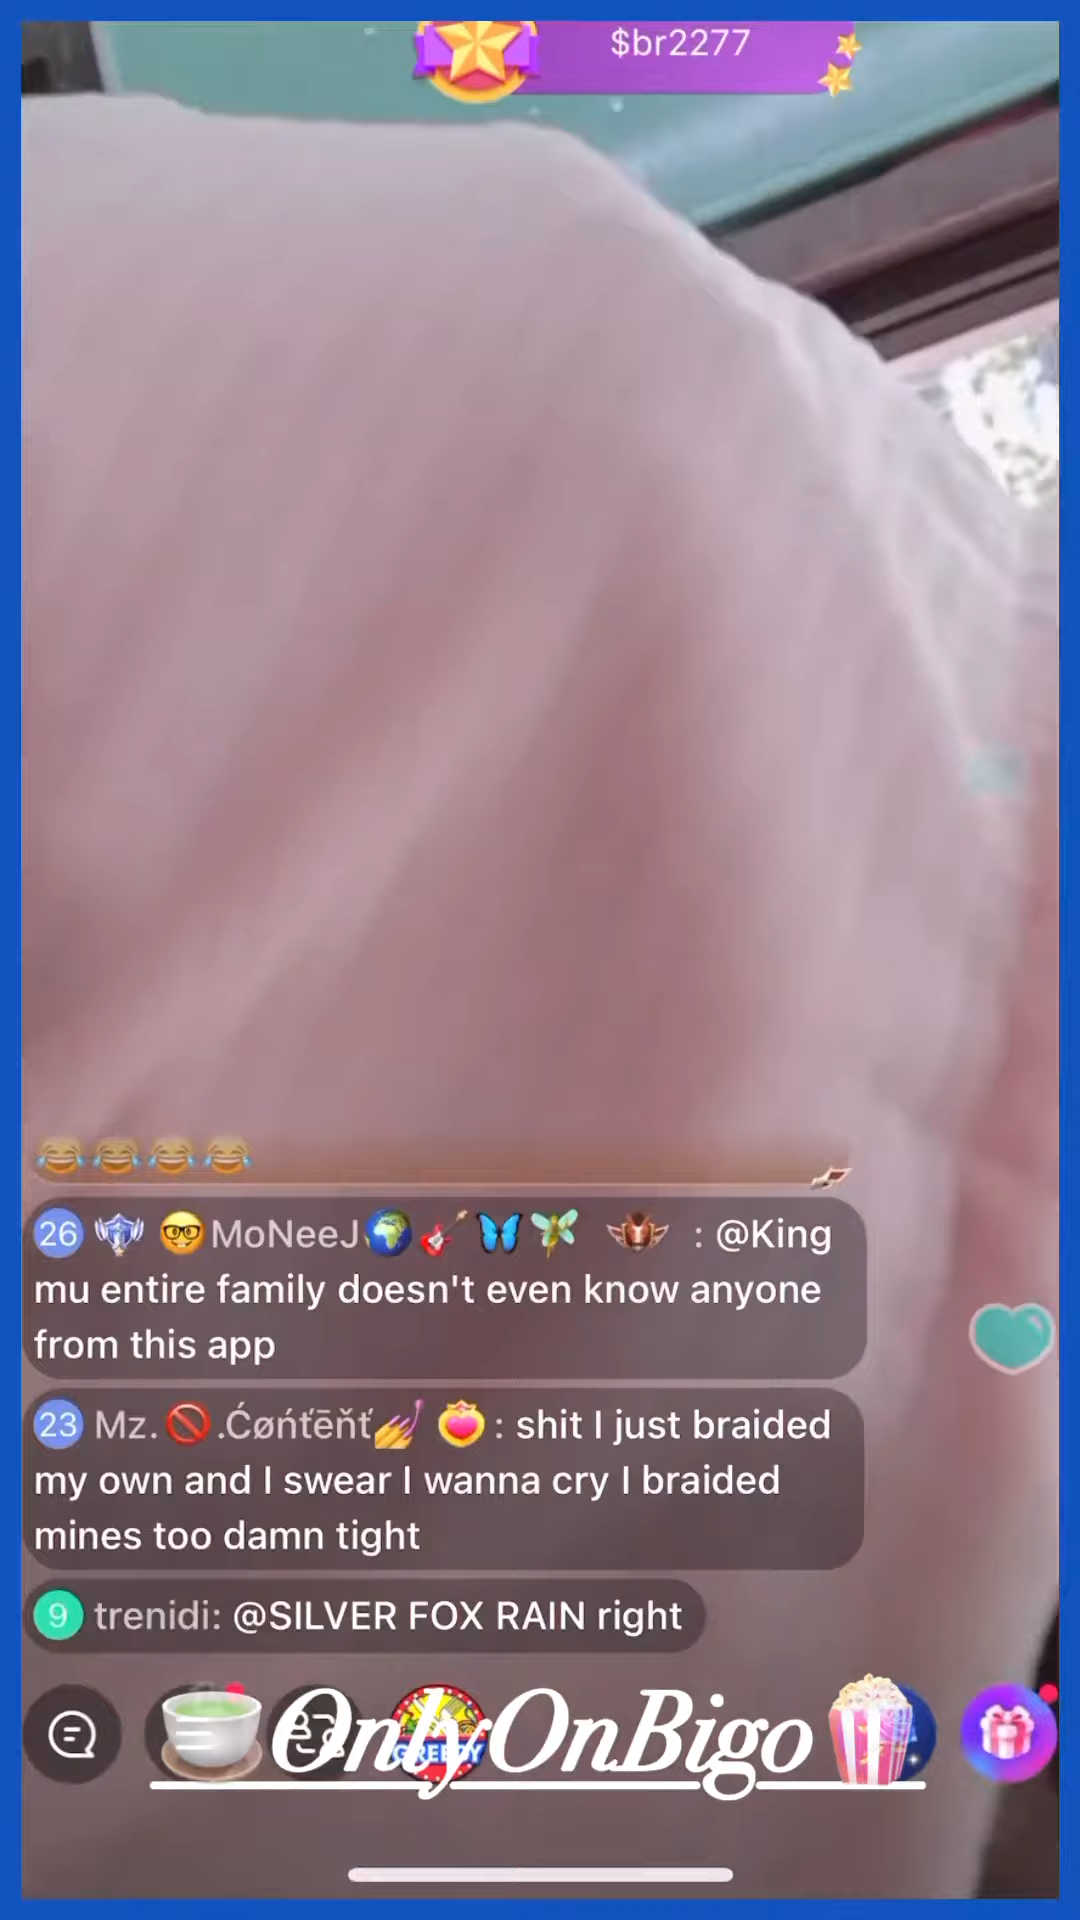 $br2277
26 MoNeeJ : @King
mu entire family doesn't even know anyone
from this app
23 Mz. .Ćøńťēňť : shit I just braided
my own and I swear I wanna cry I braided
mines too damn tight
9 trenidi: @SILVER FOX RAIN right
OnlyOnBigo
GREEDY